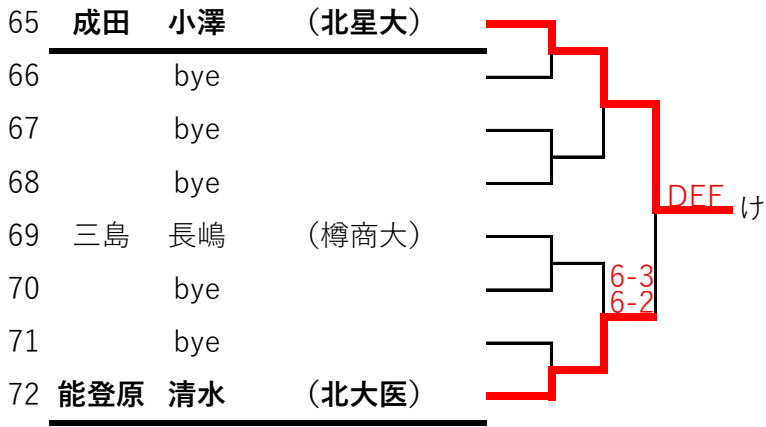 65 成田 小澤 （北星大）
66 bye
67 bye
68 bye
DEF け
69 三島 長嶋 （樽商大）
70 bye
6-3
6-2
71 bye
72 能登原 清水 （北大医）